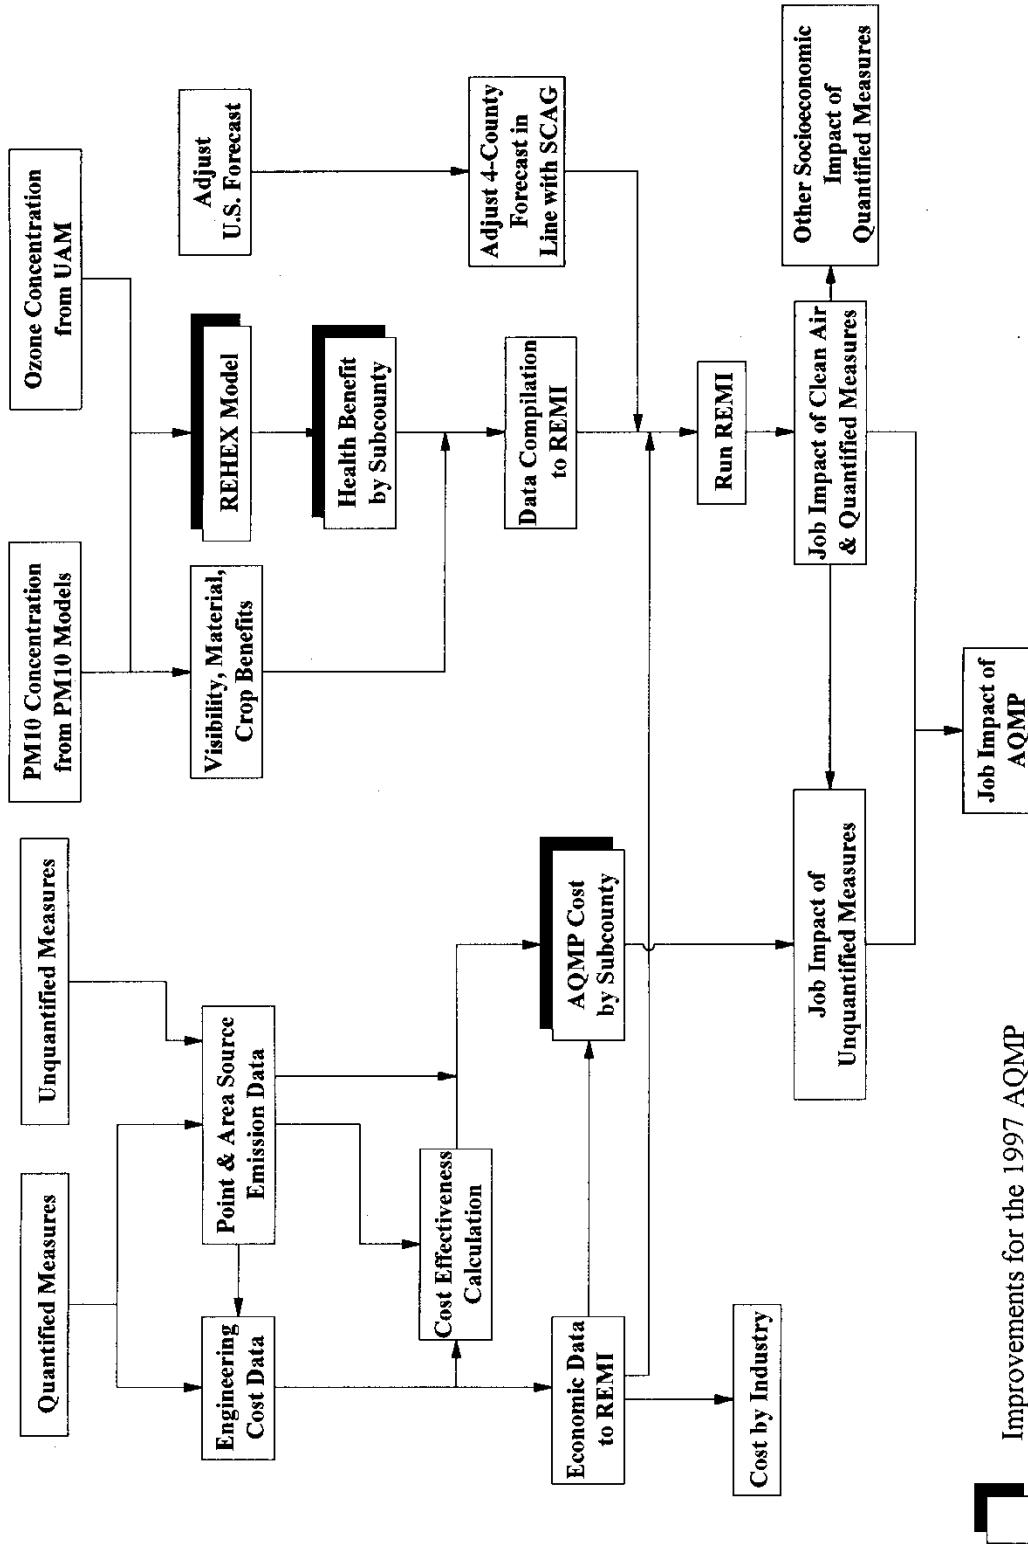 Quantified Measures
Unquantified Measures
PM10 Concentration
from PM10 Models
Ozone Concentration
from UAM
Engineering
Cost Data
Point & Area Source
Emission Data
Visibility, Material,
Crop Benefits
REHEX Model
Adjust
U.S. Forecast
Cost Effectiveness
Calculation
Health Benefit
by Subcounty
Adjust 4-County
Forecast in
Line with SCAG
Economic Data
to REMI
AQMP Cost
by Subcounty
Data Compilation
to REMI
Run REMI
Cost by Industry
Job Impact of
Unquantified Measures
Job Impact of Clean Air
& Quantified Measures
Other Socioeconomic
Impact of
Quantified Measures
Job Impact of
AQMP
Improvements for the 1997 AQMP